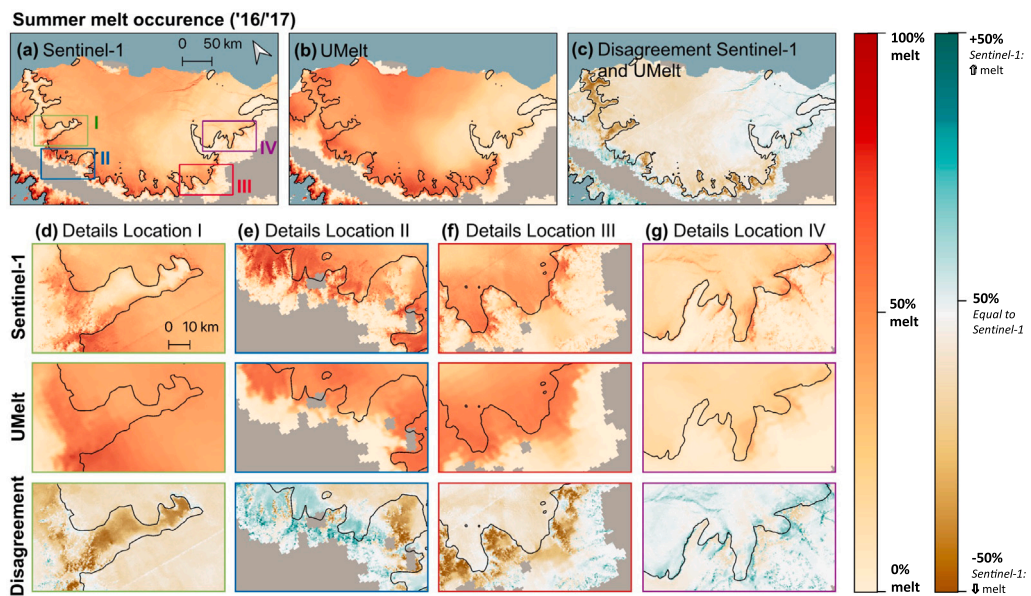 Summer melt occurence ('16/'17)
(a) Sentinel-1
0 50 km
(b) UMelt
(c) Disagreement Sentinel-1
and UMelt
I
II
III
IV
(d) Details Location I
(e) Details Location II
(f) Details Location III
(g) Details Location IV
Sentinel-1
0 10 km
UMelt
Disagreement
100%
melt
50%
melt
0%
melt
+50%
Sentinel-1:
⇧ melt
50%
Equal to
Sentinel-1
-50%
Sentinel-1:
⇩ melt